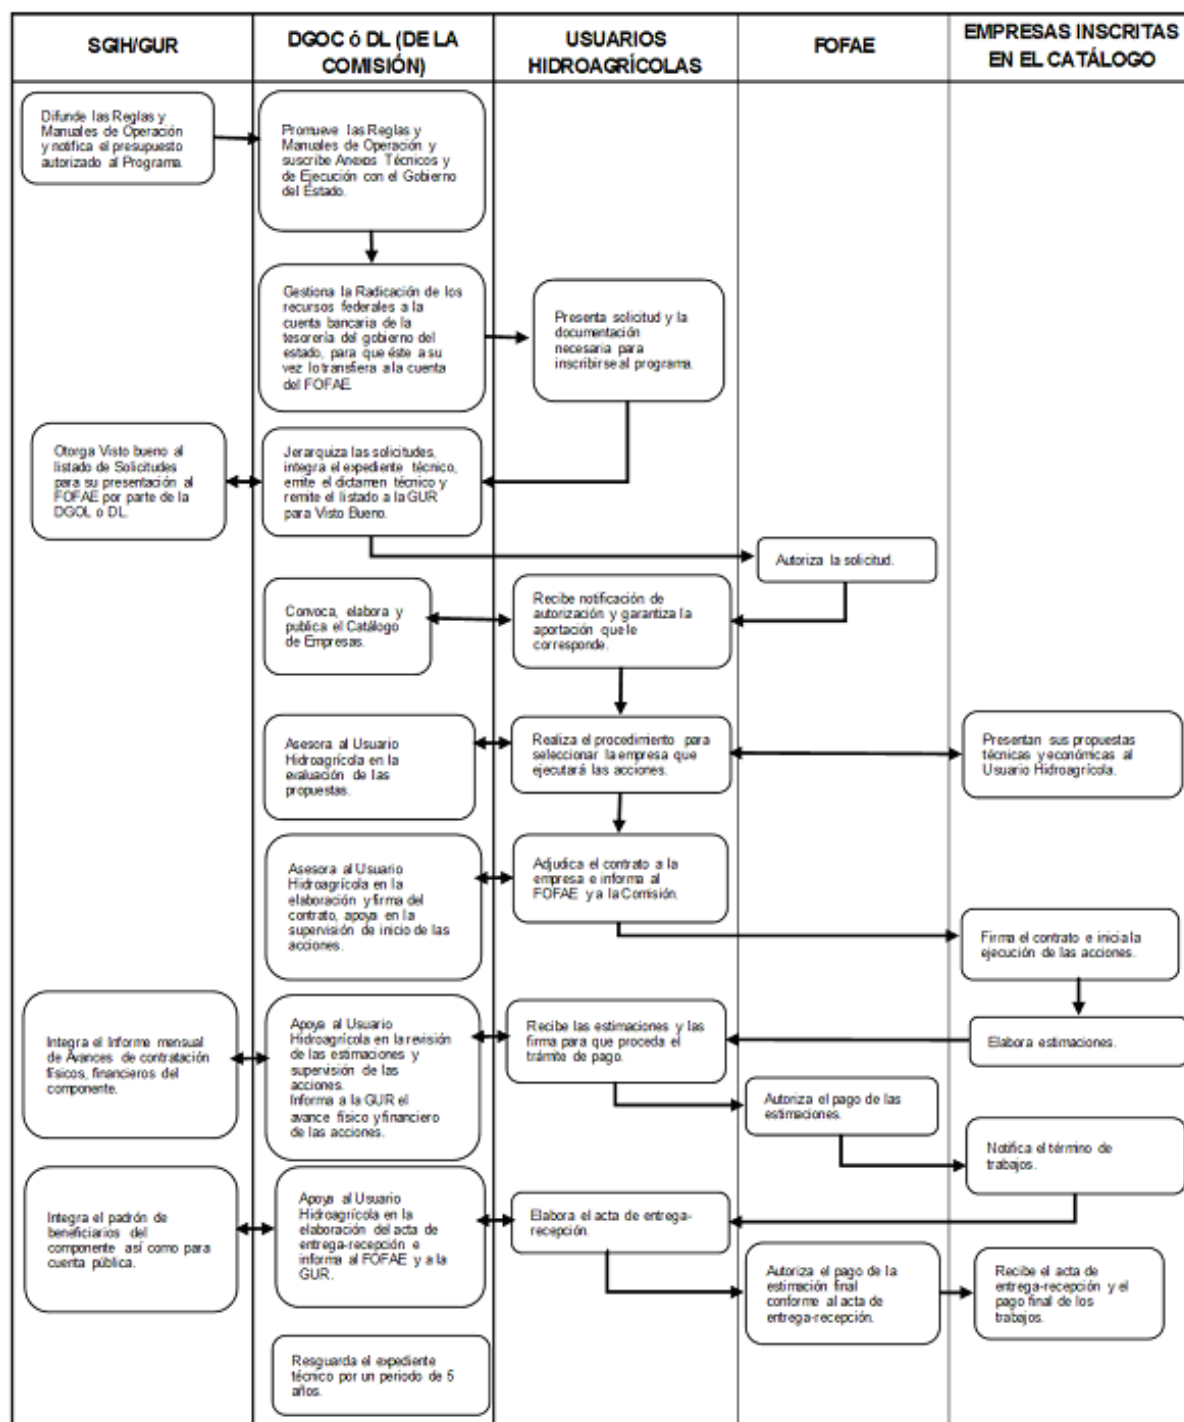 SGIH/GUR
DGOC ó DL (DE LA
COMISIÓN)
USUARIOS
HIDROAGRÍCOLAS
FOFAE
EMPRESAS INSCRITAS
EN EL CATÁLOGO
Difunde las Reglas y
Manuales de Operación
y notifica el presupuesto
autorizado al Programa.
Promueve las Reglas y
Manuales de Operación y
suscribe Anexos Técnicos y
de Ejecución con el Gobierno
del Estado.
Gestiona la Radicación de los
recursos federales a la
cuenta bancaria de la
tesorería del gobierno del
estado, para que éste a su
vez lo transfiera a la cuenta
del FOFAE.
Presenta solicitud y la
documentación
necesaria para
inscribirse al programa.
Otorga Visto bueno al
listado de Solicitudes
para su presentación al
FOFAE por parte de la
DGOL o DL.
Jerarquiza las solicitudes,
integra el expediente técnico,
emite el dictamen técnico y
remite el listado a la GUR
para Visto Bueno.
Autoriza la solicitud.
Convoca, elabora y
publica el Catálogo
de Empresas.
Recibe notificación de
autorización y garantiza la
aportación que le
corresponde.
Asesora al Usuario
Hidroagrícola en la
evaluación de las
propuestas.
Realiza el procedimiento para
seleccionar la empresa que
ejecutará las acciones.
Presentan sus propuestas
técnicas y económicas al
Usuario Hidroagrícola.
Asesora al Usuario
Hidroagrícola en la
elaboración y firma del
contrato, apoya en la
supervisión de inicio de las
acciones.
Adjudica el contrato a la
empresa e informa al
FOFAE y a la Comisión.
Firma el contrato e inicia la
ejecución de las acciones.
Integra el Informe mensual
de Avances de contratación
físicos, financieros del
componente.
Apoya al Usuario
Hidroagrícola en la revisión
de las estimaciones y
supervisión de las
acciones.
Informa a la GUR el
avance físico y financiero
de las acciones.
Recibe las estimaciones y las
firma para que proceda el
trámite de pago.
Elabora estimaciones.
Autoriza el pago de las
estimaciones.
Notifica el término de
trabajos.
Integra el padrón de
beneficiarios del
componente así como para
cuenta pública.
Apoya al Usuario
Hidroagrícola en la
elaboración del acta de
entrega-recepción e
informa al FOFAE y a la
GUR.
Elabora el acta de entrega-
recepción.
Autoriza el pago de la
estimación final
conforme al acta de
entrega-recepción.
Recibe el acta de
entrega-recepción y el
pago final de los
trabajos.
Resguarda el expediente
técnico por un periodo de 5
años.